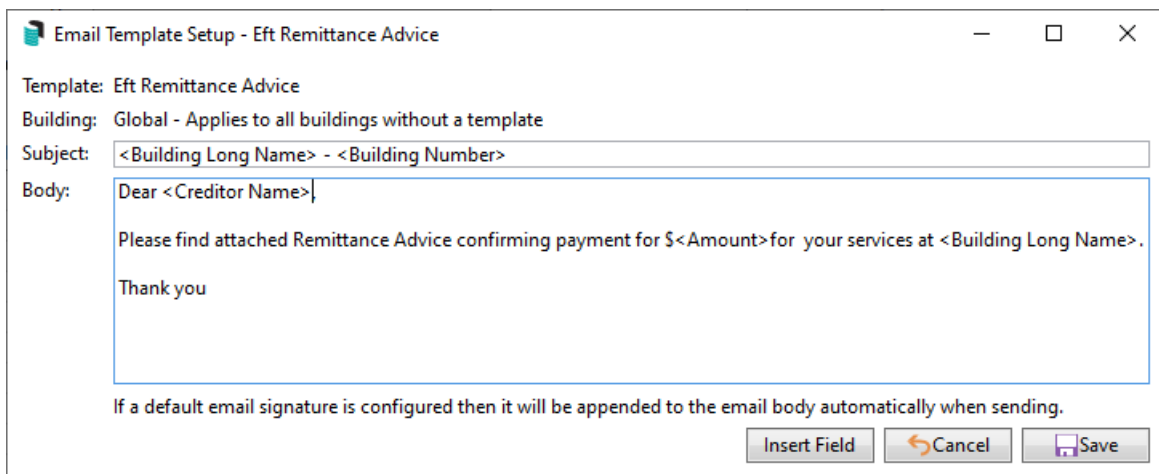 Email Template Setup - Eft Remittance Advice
Template: Eft Remittance Advice
Building: Global - Applies to all buildings without a template
Subject: <Building Long Name> - <Building Number>
Body: Dear <Creditor Name>,
Please find attached Remittance Advice confirming payment for $<Amount>for  your services at <Building Long Name>.
Thank you
If a default email signature is configured then it will be appended to the email body automatically when sending.
Insert Field Cancel Save